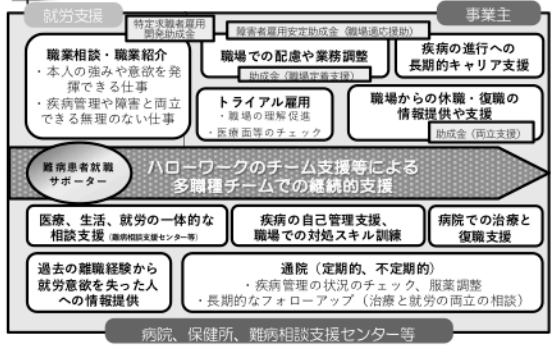 就労支援
事業主
特定求職者雇用
開発助成金
障害者雇用安定助成金（職場適応援助）
職業相談・職業紹介
・本人の強みや意欲を発
揮できる仕事
・疾病管理や障害と両立
できる無理のない仕事
職場での配慮や業務調整
助成金（職場定着支援）
疾病の進行への
長期的キャリア支援
トライアル雇用
・職場の理解促進
・医療面等のチェック
職場からの休職・復職の
情報提供や支援
助成金（両立支援）
難病患者就職
サポーター
ハローワークのチーム支援等による
多職種チームでの継続的支援
医療、生活、就労の一体的な
相談支援（難病相談支援センター等）
疾病の自己管理支援、
職場での対処スキル訓練
病院での治療と
復職支援
過去の離職経験から
就労意欲を失った人
への情報提供
通院（定期的、不定期的）
・疾病管理の状況のチェック、服薬調整
・長期的なフォローアップ（治療と就労の両立の相談）
病院、保健所、難病相談支援センター等